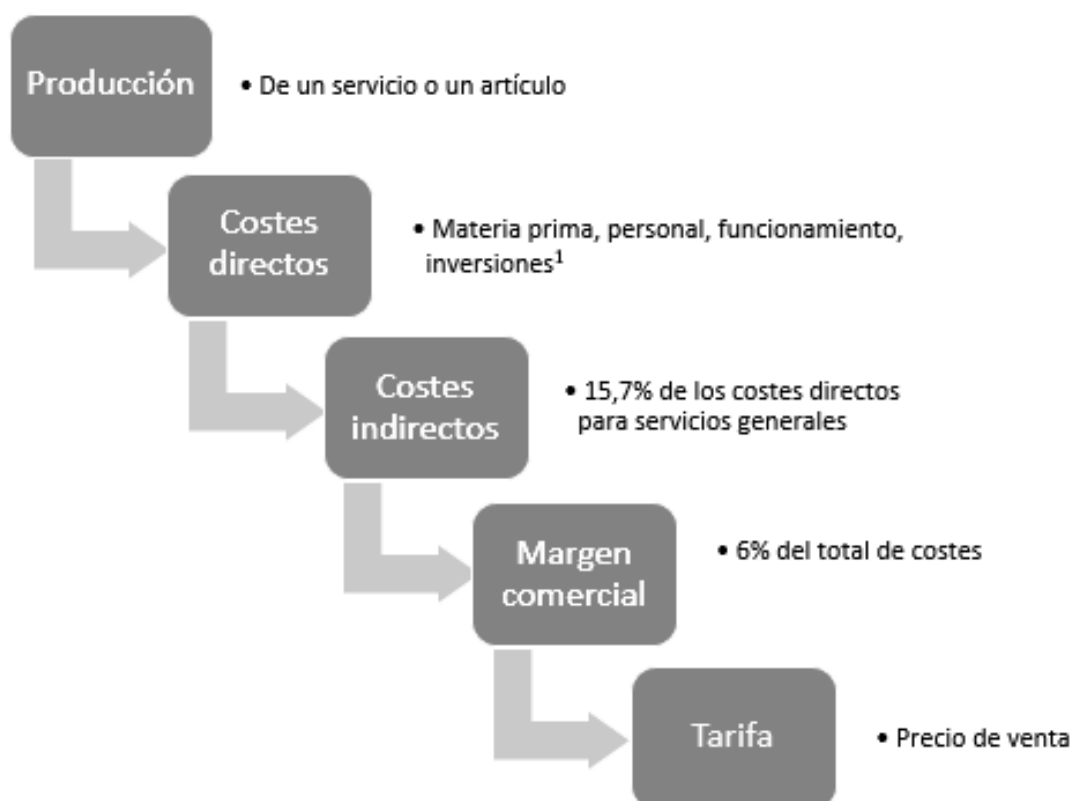 Producción
• De un servicio o un artículo
Costes
directos
• Materia prima, personal, funcionamiento,
inversiones¹
Costes
indirectos
• 15,7% de los costes directos
para servicios generales
Margen
comercial
• 6% del total de costes
Tarifa
• Precio de venta